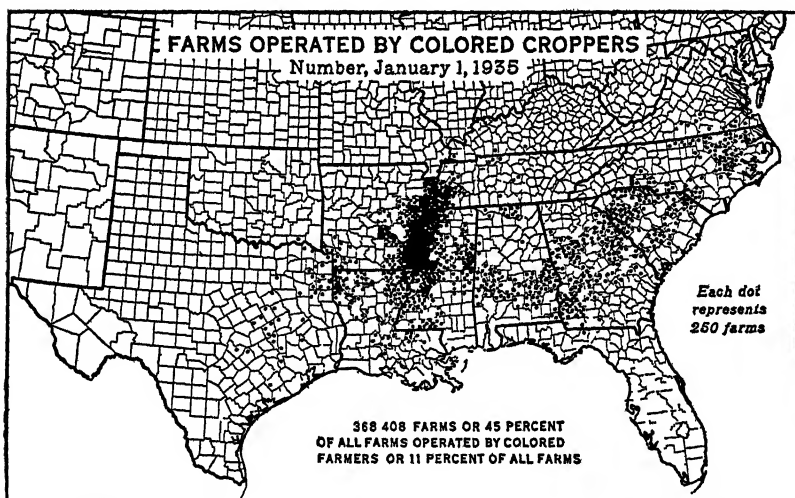 FARMS OPERATED BY COLORED CROPPERS
Number, January 1, 1935
Each dot
represents
250 farms
368 408 FARMS OR 45 PERCENT
OF ALL FARMS OPERATED BY COLORED
FARMERS OR 11 PERCENT OF ALL FARMS